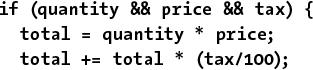 if (quantity && price && tax) {
  total = quantity * price;
  total += total * (tax/100);